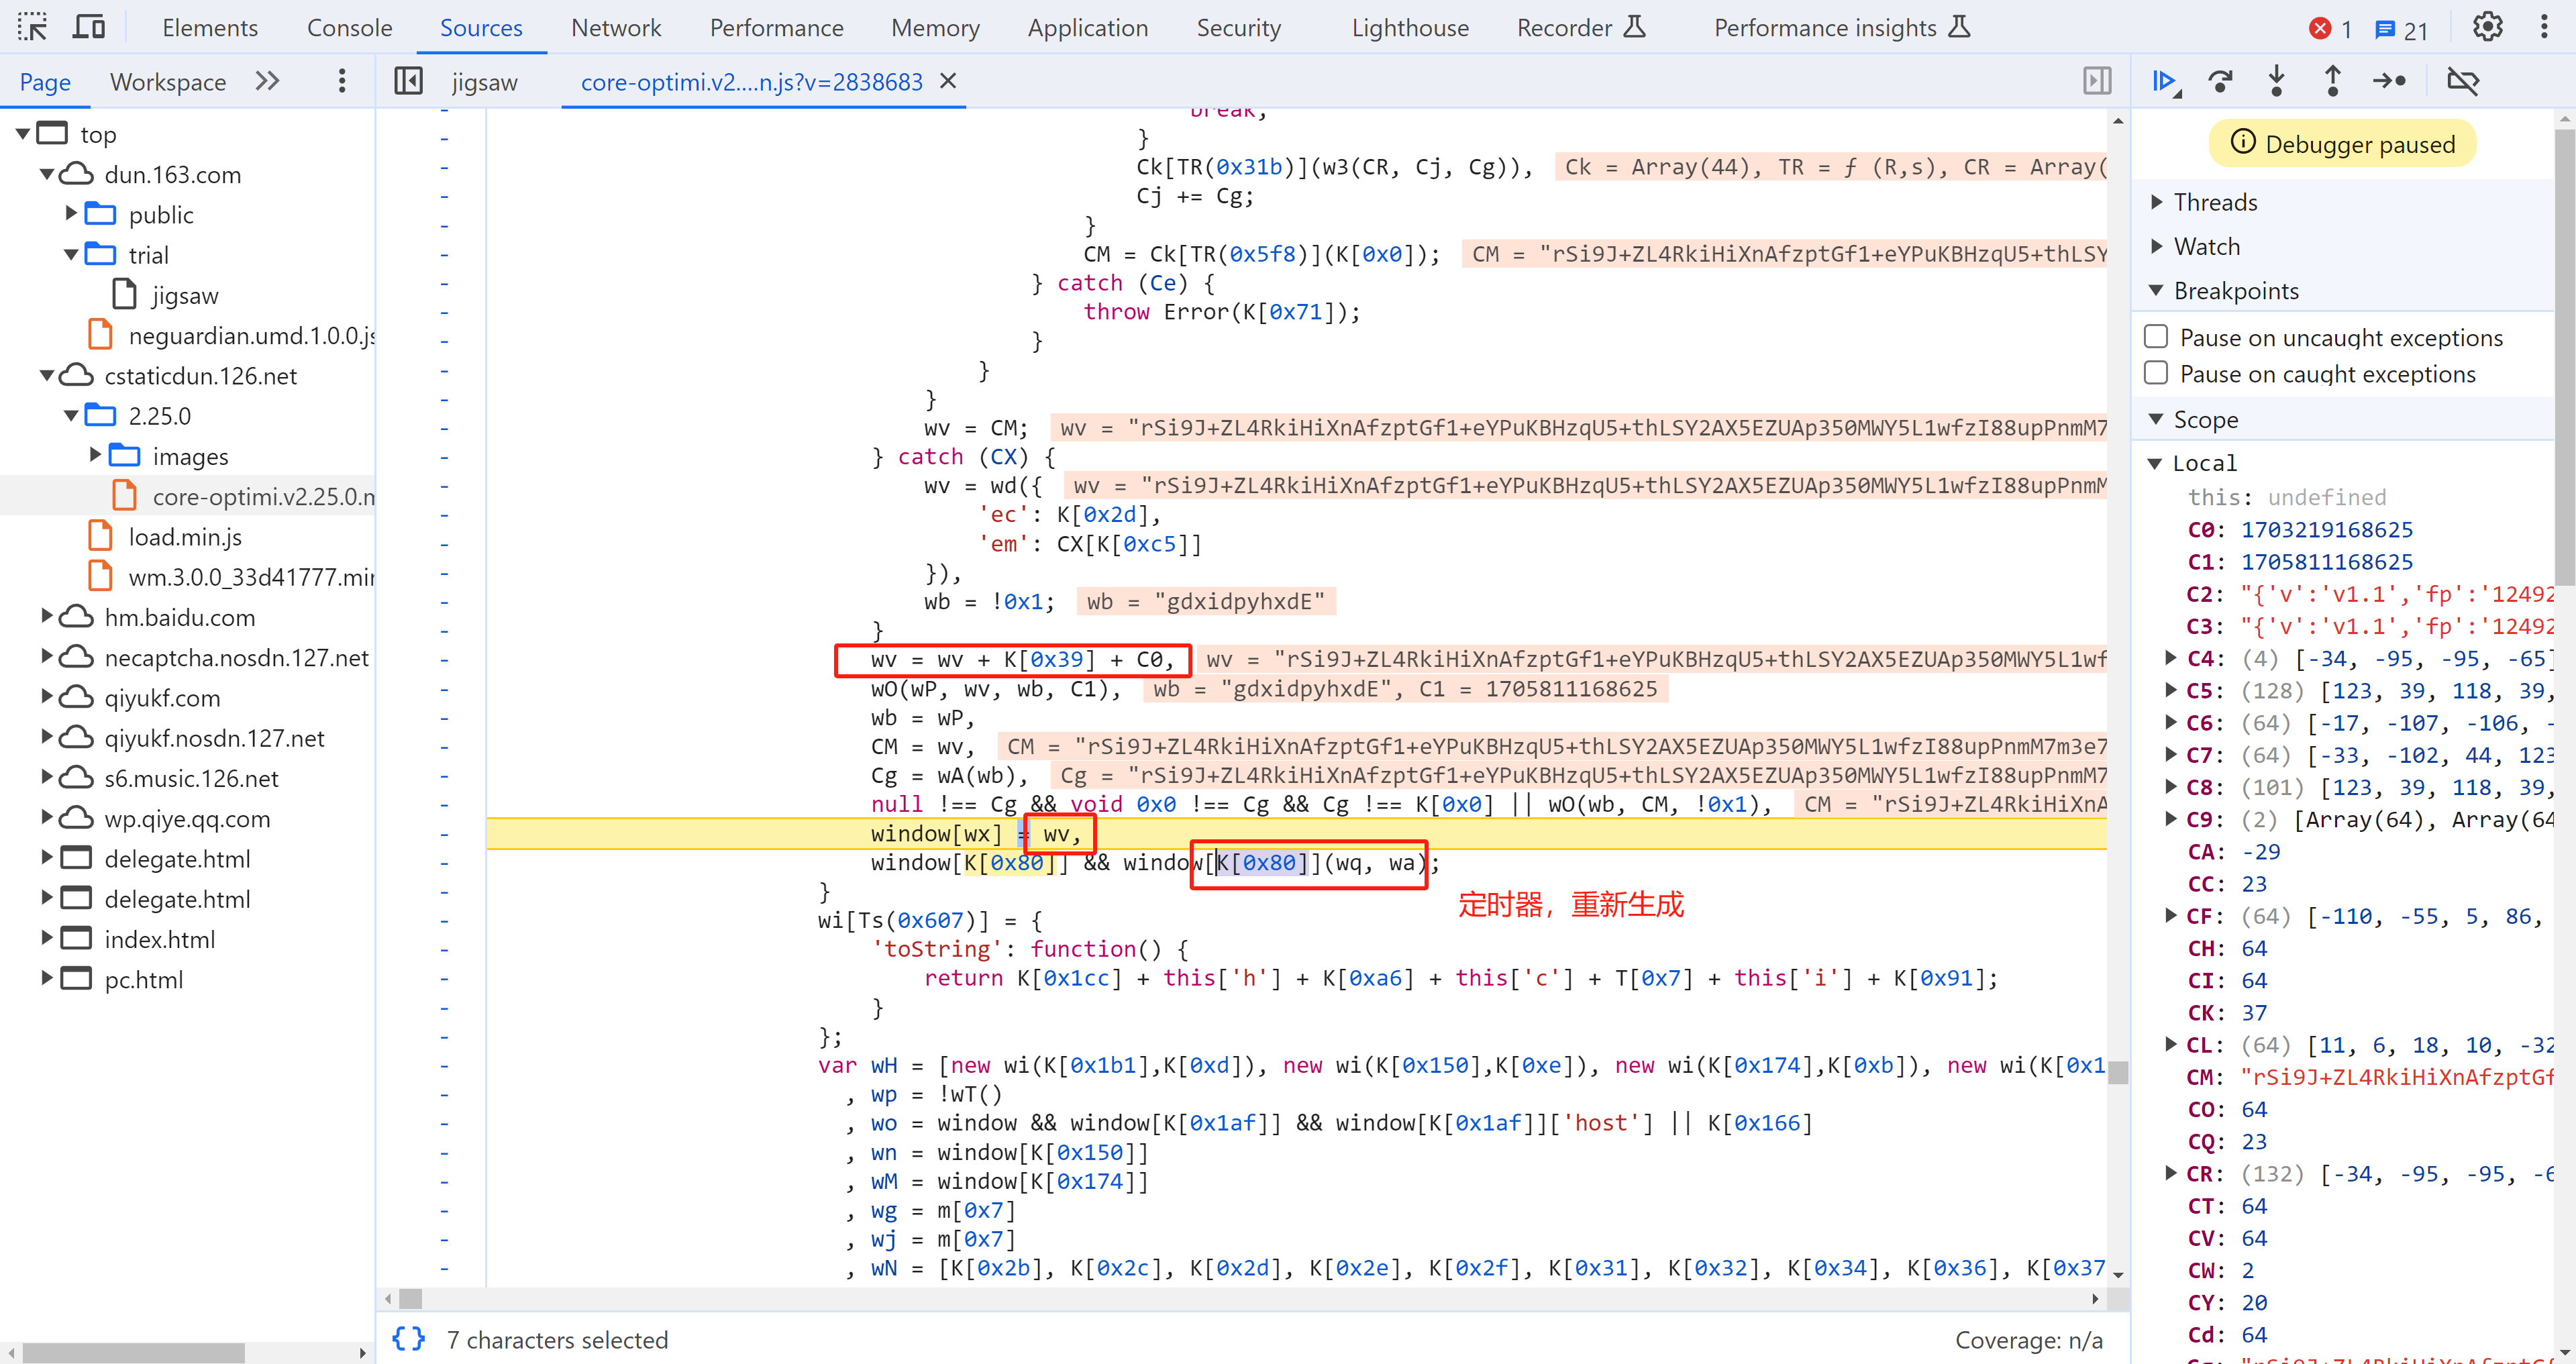 Elements Console Sources Network Performance Memory Application Security Lighthouse Recorder Performance insights 1 21
Page Workspace jigsaw core-optimi.v2....n.js?v=2838683
top
dun.163.com
public
trial
jigsaw
neguardian.umd.1.0.0.js
cstaticdun.126.net
2.25.0
images
core-optimi.v2.25.0.m
load.min.js
wm.3.0.0_33d41777.min
hm.baidu.com
necaptcha.nosdn.127.net
qiyukf.com
qiyukf.nosdn.127.net
s6.music.126.net
wp.qiye.qq.com
delegate.html
delegate.html
index.html
pc.html
break;
}
Ck[TR(0x31b)](w3(CR, Cj, Cg)), Ck = Array(44), TR = ƒ (R,s), CR = Array(
Cj += Cg;
}
CM = Ck[TR(0x5f8)](K[0x0]); CM = "rSi9J+ZL4RkiHiXnAfzptGf1+eYPuKBHzqU5+thLSY
} catch (Ce) {
throw Error(K[0x71]);
}
}
}
wv = CM; wv = "rSi9J+ZL4RkiHiXnAfzptGf1+eYPuKBHzqU5+thLSY2AX5EZUAp350MWY5L1wfzI88upPnmM7
} catch (CX) {
wv = wd({ wv = "rSi9J+ZL4RkiHiXnAfzptGf1+eYPuKBHzqU5+thLSY2AX5EZUAp350MWY5L1wfzI88upPnmM
'ec': K[0x2d],
'em': CX[K[0xc5]]
}),
wb = !0x1; wb = "gdxidpyhxdE"
}
wv = wv + K[0x39] + C0, wv = "rSi9J+ZL4RkiHiXnAfzptGf1+eYPuKBHzqU5+thLSY2AX5EZUAp350MWY5L1wf
wO(wP, wv, wb, C1), wb = "gdxidpyhxdE", C1 = 1705811168625
wb = wP,
CM = wv, CM = "rSi9J+ZL4RkiHiXnAfzptGf1+eYPuKBHzqU5+thLSY2AX5EZUAp350MWY5L1wfzI88upPnmM7m3e7
Cg = wA(wb), Cg = "rSi9J+ZL4RkiHiXnAfzptGf1+eYPuKBHzqU5+thLSY2AX5EZUAp350MWY5L1wfzI88upPnmM7
null !== Cg && void 0x0 !== Cg && Cg !== K[0x0] || wO(wb, CM, !0x1), CM = "rSi9J+ZL4RkiHiXnA
window[wx] = wv,
window[K[0x80]] && window[K[0x80]](wq, wa);
定时器，重新生成
}
wi[Ts(0x607)] = {
'toString': function() {
return K[0x1cc] + this['h'] + K[0xa6] + this['c'] + T[0x7] + this['i'] + K[0x91];
}
};
var wH = [new wi(K[0x1b1],K[0xd]), new wi(K[0x150],K[0xe]), new wi(K[0x174],K[0xb]), new wi(K[0x1
, wp = !wT()
, wo = window && window[K[0x1af]] && window[K[0x1af]]['host'] || K[0x166]
, wn = window[K[0x150]]
, wM = window[K[0x174]]
, wg = m[0x7]
, wj = m[0x7]
, wN = [K[0x2b], K[0x2c], K[0x2d], K[0x2e], K[0x2f], K[0x31], K[0x32], K[0x34], K[0x36], K[0x37
{} 7 characters selected Coverage: n/a
Debugger paused
Threads
Watch
Breakpoints
Pause on uncaught exceptions
Pause on caught exceptions
Scope
Local
this: undefined
C0: 1703219168625
C1: 1705811168625
C2: "{'v':'v1.1','fp':'12492
C3: "{'v':'v1.1','fp':'12492
C4: (4) [-34, -95, -95, -65]
C5: (128) [123, 39, 118, 39,
C6: (64) [-17, -107, -106, -
C7: (64) [-33, -102, 44, 123
C8: (101) [123, 39, 118, 39,
C9: (2) [Array(64), Array(64
CA: -29
CC: 23
CF: (64) [-110, -55, 5, 86,
CH: 64
CI: 64
CK: 37
CL: (64) [11, 6, 18, 10, -32
CM: "rSi9J+ZL4RkiHiXnAfzptGf
CO: 64
CQ: 23
CR: (132) [-34, -95, -95, -6
CT: 64
CV: 64
CW: 2
CY: 20
Cd: 64